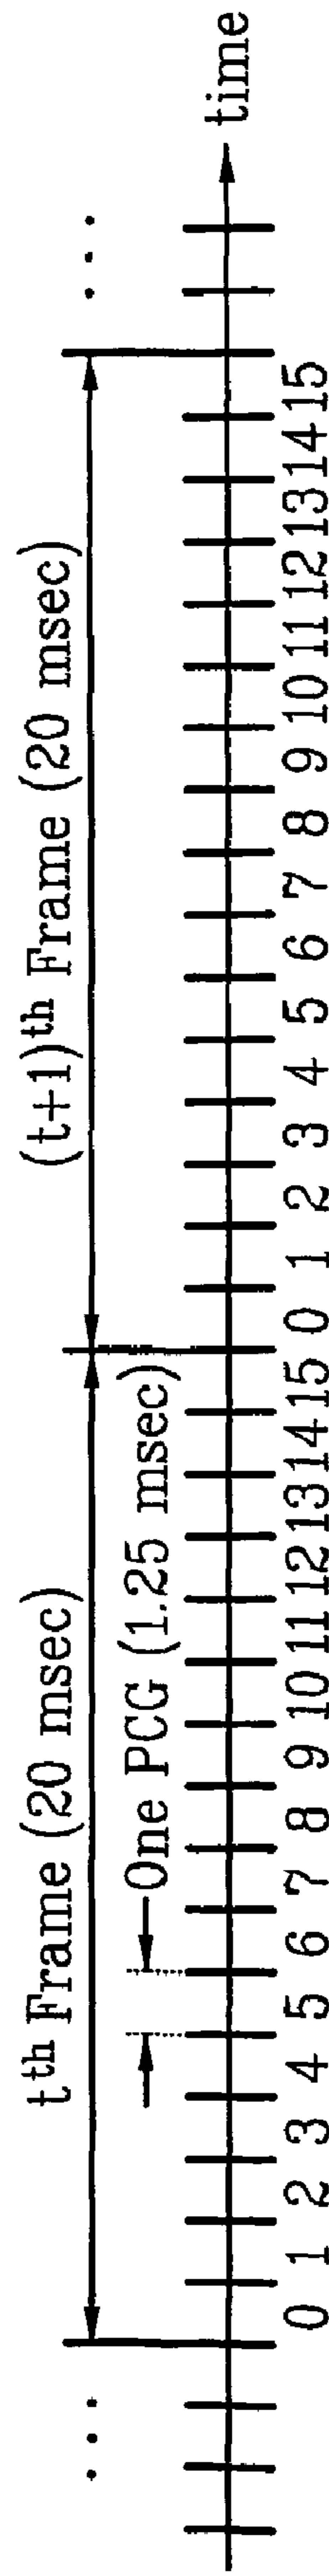 ... tth Frame (20 msec) (t+1)th Frame (20 msec) ...
One PCG (1.25 msec)
time
0 1 2 3 4 5 6 7 8 9 10 11 12 13 14 15 0 1 2 3 4 5 6 7 8 9 10 11 12 13 14 15